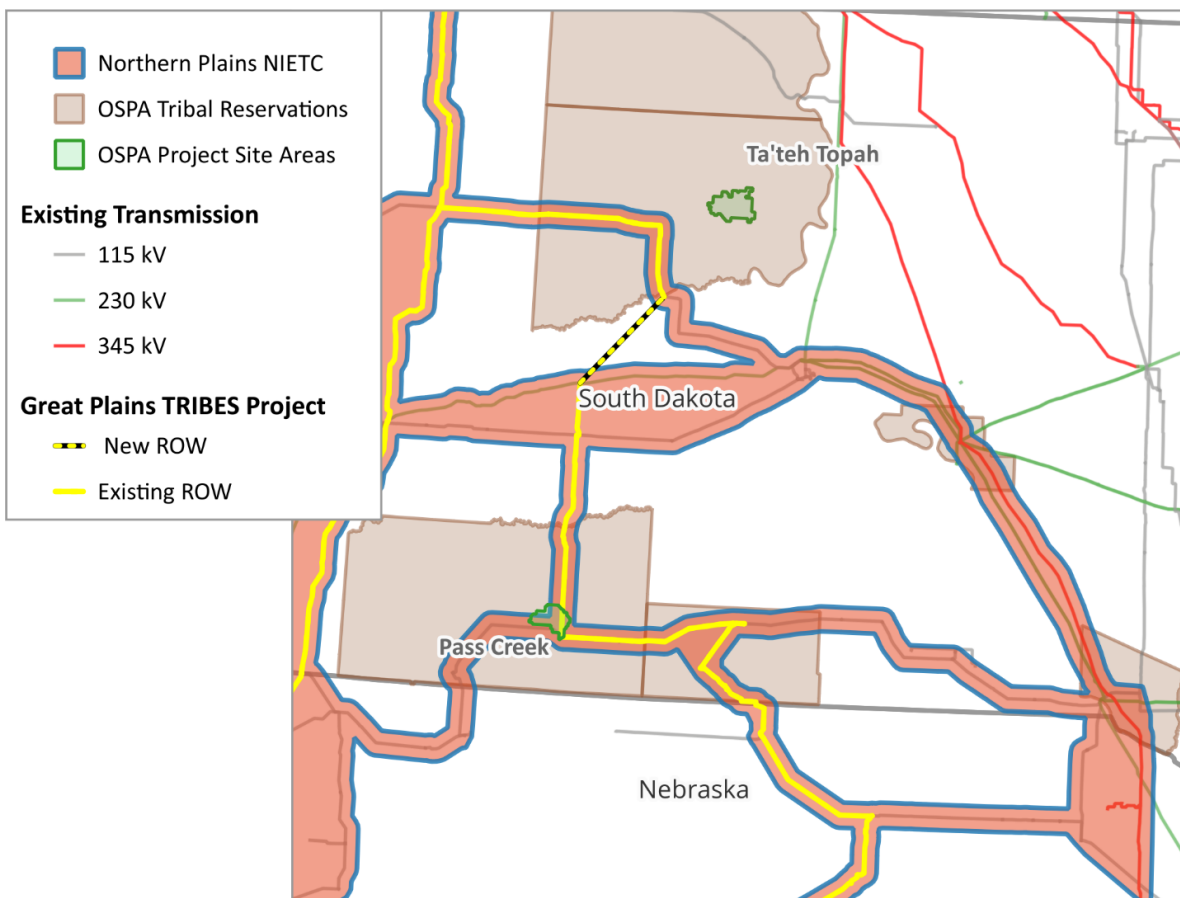 Northern Plains NIETC
OSPA Tribal Reservations
OSPA Project Site Areas
Existing Transmission
115 kV
230 kV
345 kV
Great Plains TRIBES Project
New ROW
Existing ROW
Ta'teh Topah
South Dakota
Pass Creek
Nebraska